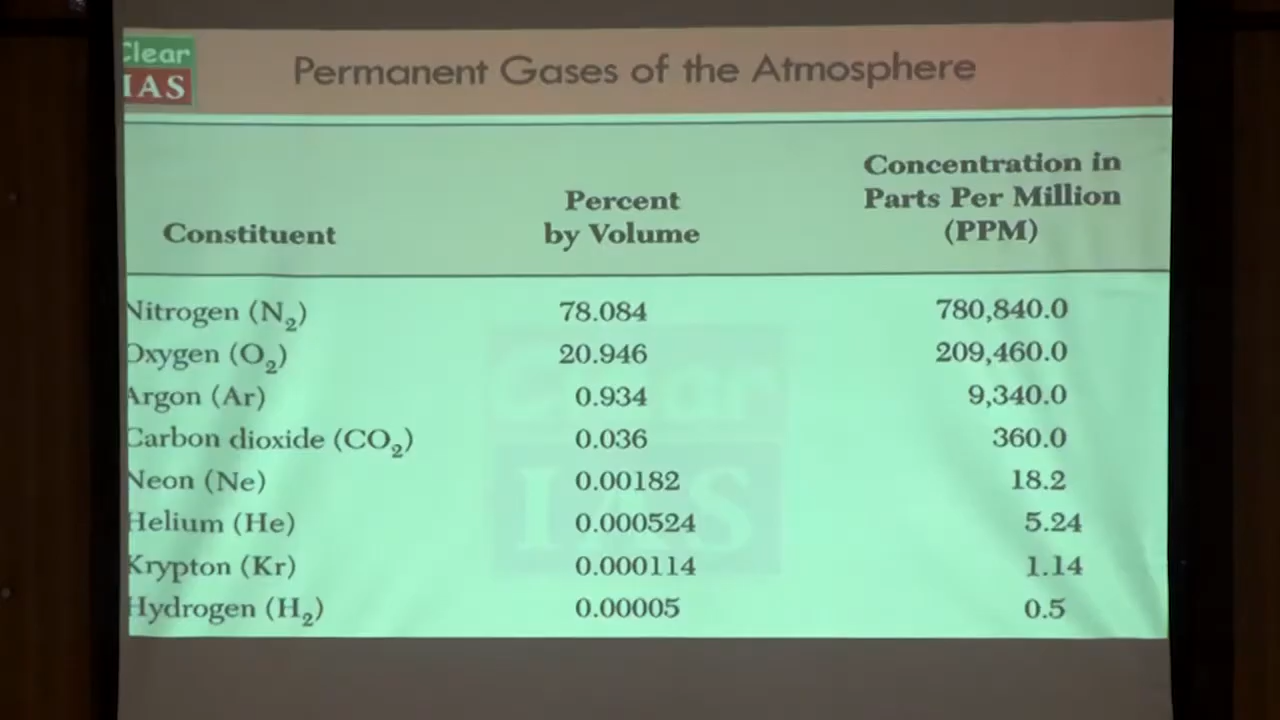 Clear
IAS
Permanent Gases of the Atmosphere
Constituent Percent by Volume Concentration in Parts Per Million (PPM)
Nitrogen (N₂) 78.084 780,840.0
Oxygen (O₂) 20.946 209,460.0
Argon (Ar) 0.934 9,340.0
Carbon dioxide (CO₂) 0.036 360.0
Neon (Ne) 0.00182 18.2
Helium (He) 0.000524 5.24
Krypton (Kr) 0.000114 1.14
Hydrogen (H₂) 0.00005 0.5
Clear
IAS